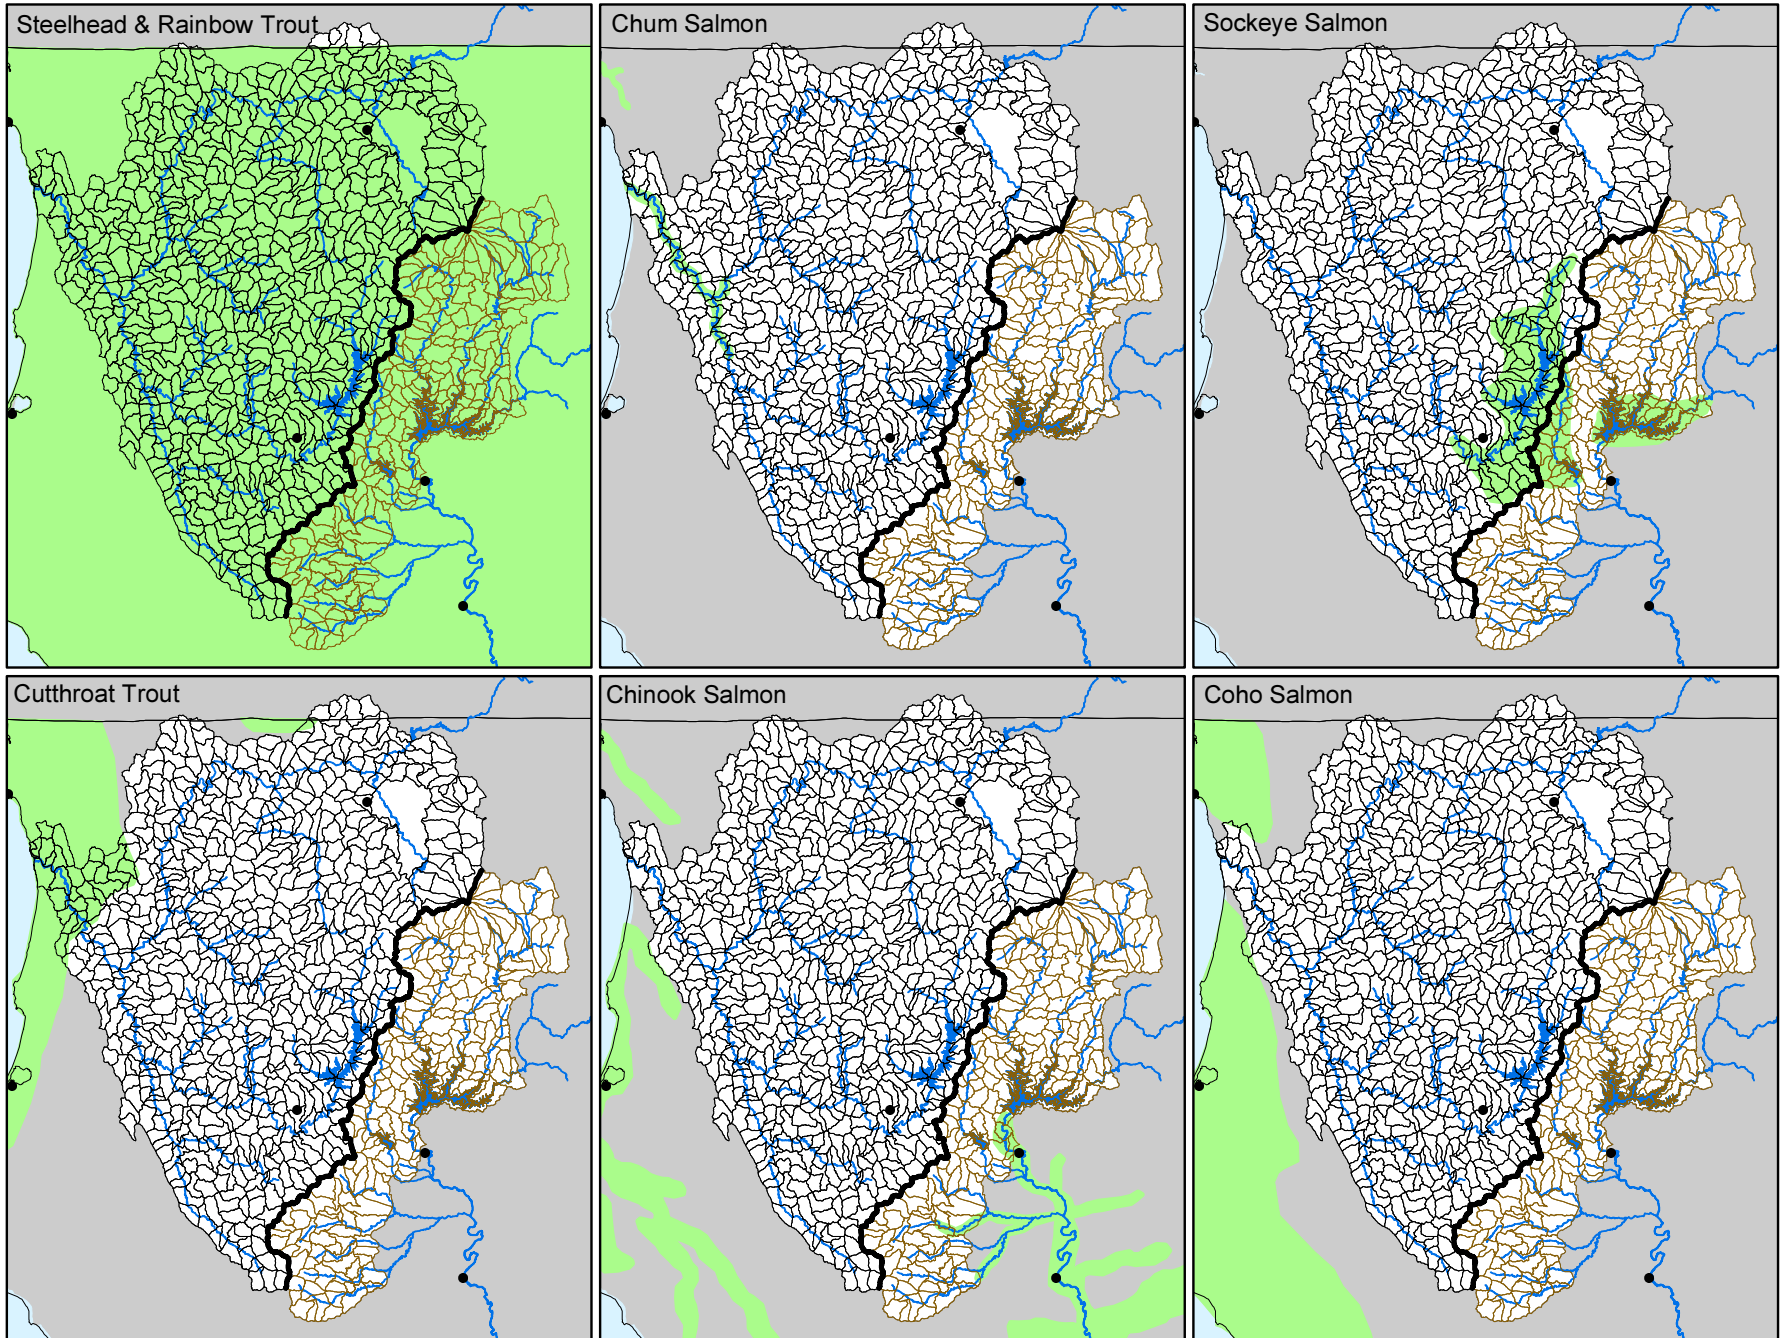 Steelhead & Rainbow Trout
Chum Salmon
Sockeye Salmon
Cutthroat Trout
Chinook Salmon
Coho Salmon